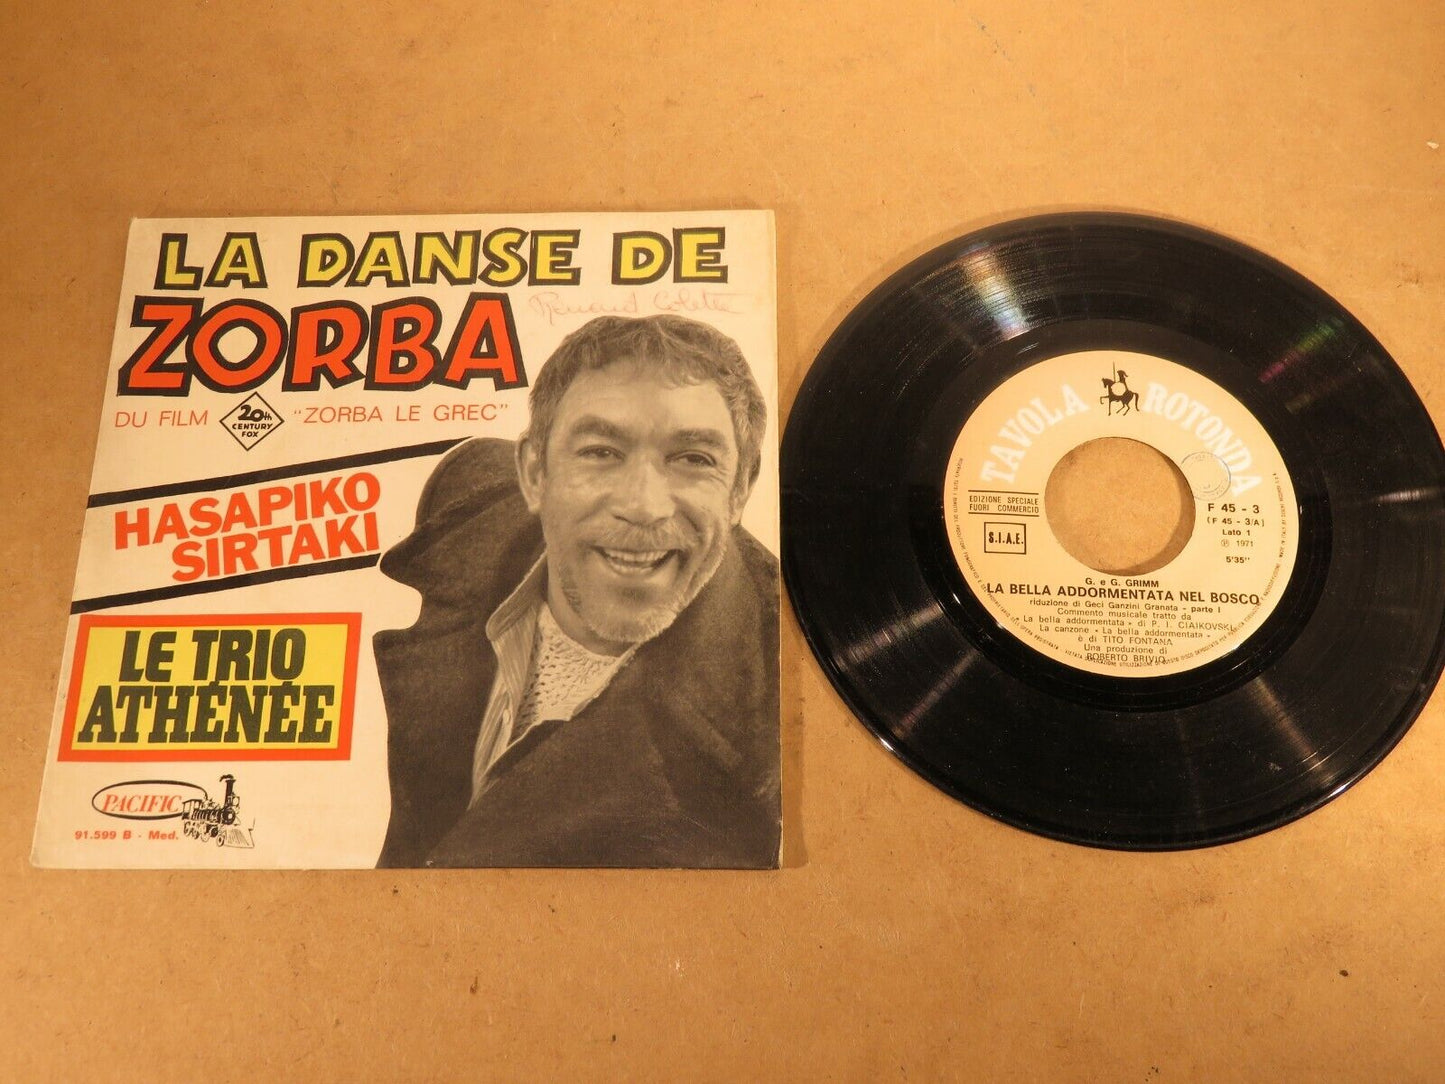 LA DANSE DE
ZORBA
DU FILM 20th CENTURY FOX "ZORBA LE GREC"
HASAPIKO
SIRTAKI
LE TRIO
ATHÉNÉE
PACIFIC
91.599 B - Med.
TAVOLA ROTONDA
EDIZIONE SPECIALE
FUORI COMMERCIO
S.I.A.E.
F 45 - 3
(F 45 - 3/A)
Lato 1
℗ 1971
5'35"
G. e G. GRIMM
LA BELLA ADDORMENTATA NEL BOSCO
riduzione di Geci Ganzini Granata - parte I
Commento musicale tratto da
La bella addormentata - di P. I. CIAIKOVSKI
La canzone - La bella addormentata -
è di TITO FONTANA
Una produzione di
ROBERTO BRIVIO